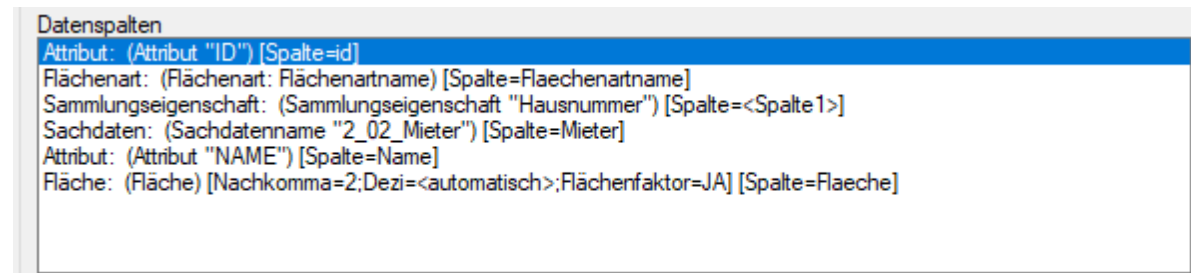 Datenspalten
Attribut: (Attribut "ID") [Spalte=id]
Flächenart: (Flächenart: Flächenartname) [Spalte=Flaechenartname]
Sammlungseigenschaft: (Sammlungseigenschaft "Hausnummer") [Spalte=<Spalte1>]
Sachdaten: (Sachdatenname "2_02_Mieter") [Spalte=Mieter]
Attribut: (Attribut "NAME") [Spalte=Name]
Fläche: (Fläche) [Nachkomma=2;Dezi=<automatisch>;Flächenfaktor=JA] [Spalte=Flaeche]